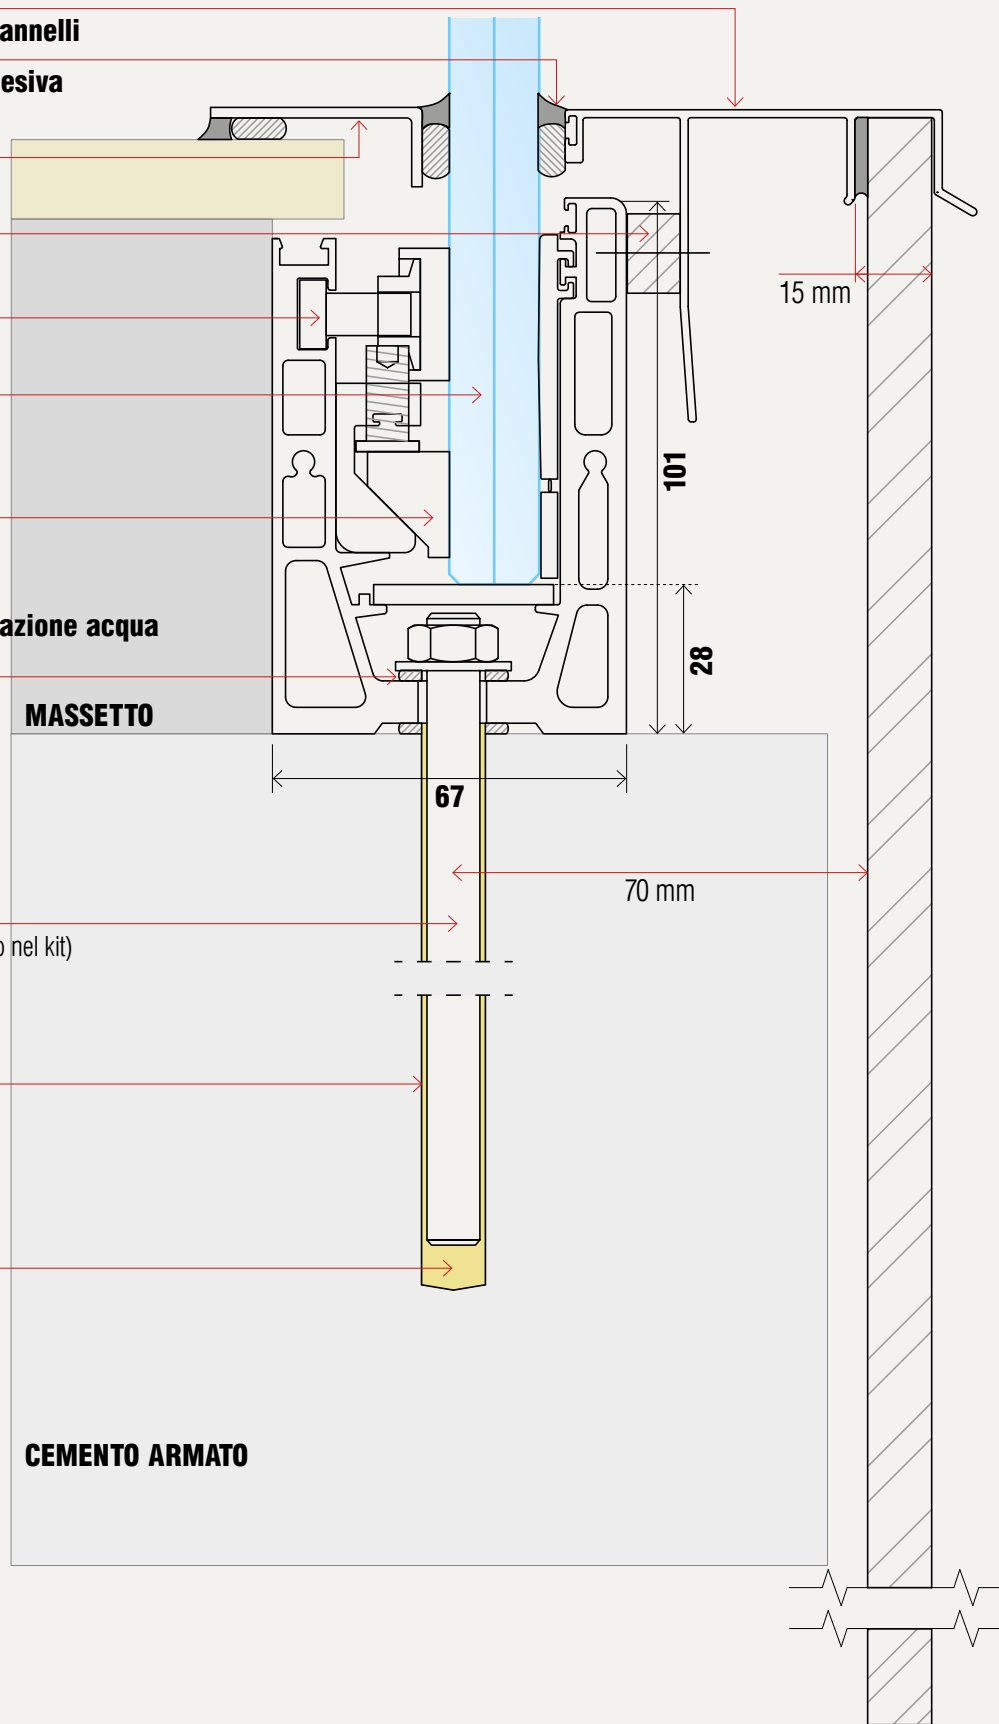 annelli
esiva
15 mm
101
azione acqua
28
MASSETTO
67
70 mm
o nel kit)
CEMENTO ARMATO